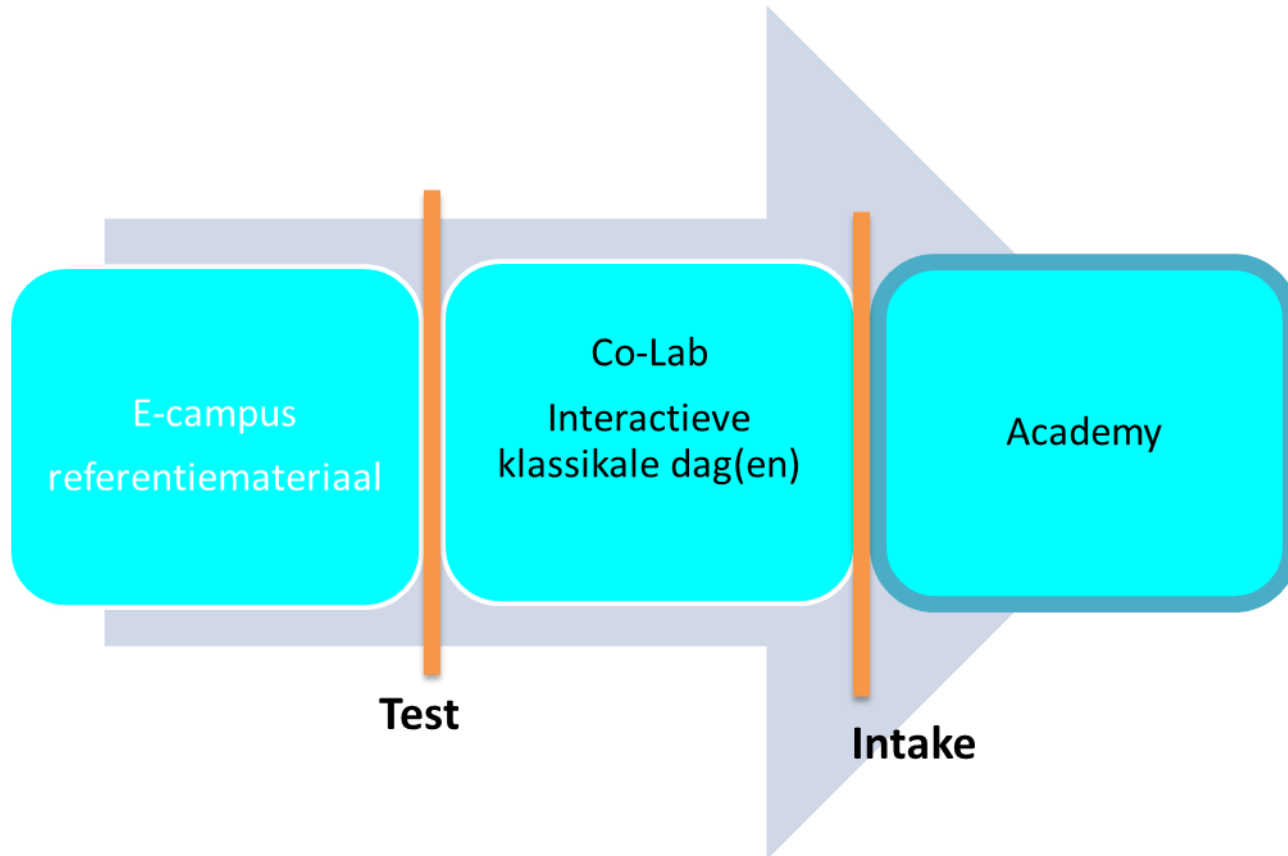 E-campus
referentiemateriaal
Test
Co-Lab
Interactieve
klassikale dag(en)
Intake
Academy